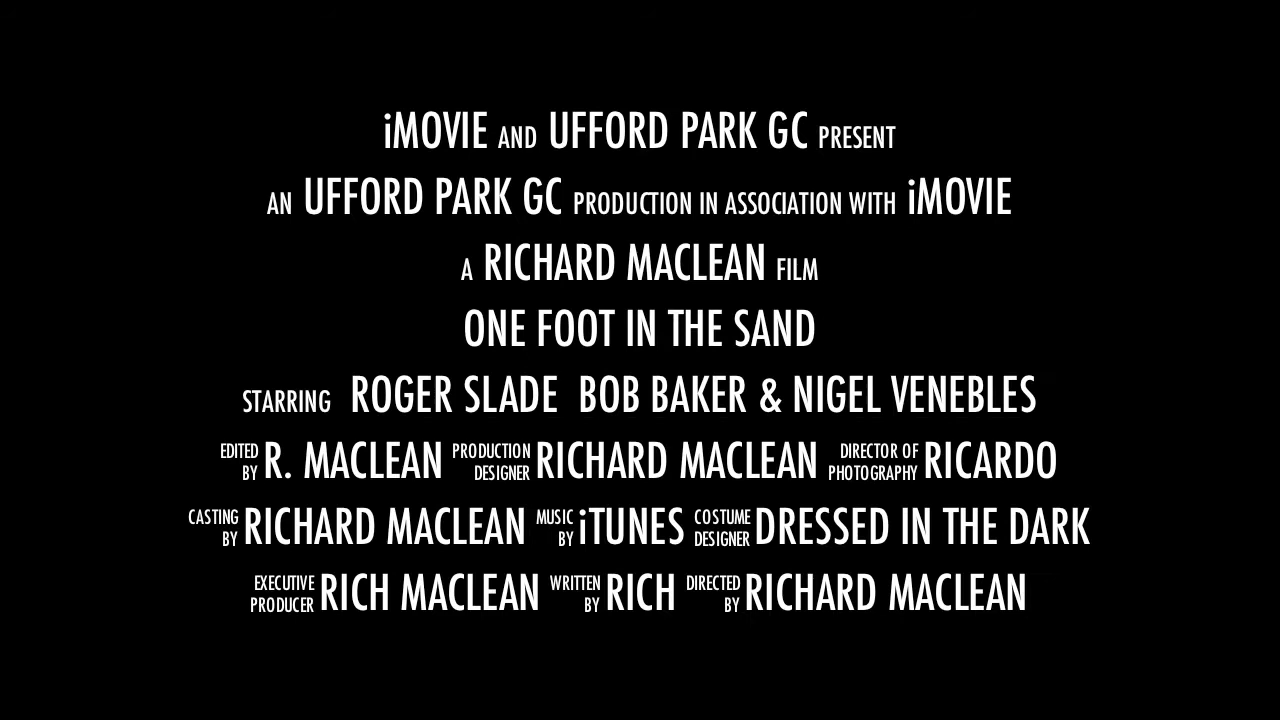 iMOVIE AND UFFORD PARK GC PRESENT
AN UFFORD PARK GC PRODUCTION IN ASSOCIATION WITH iMOVIE
A RICHARD MACLEAN FILM
ONE FOOT IN THE SAND
STARRING ROGER SLADE BOB BAKER & NIGEL VENEBLES
EDITED BY R. MACLEAN PRODUCTION DESIGNER RICHARD MACLEAN DIRECTOR OF PHOTOGRAPHY RICARDO
CASTING BY RICHARD MACLEAN MUSIC BY iTUNES COSTUME DESIGNER DRESSED IN THE DARK
EXECUTIVE PRODUCER RICH MACLEAN WRITTEN BY RICH DIRECTED BY RICHARD MACLEAN